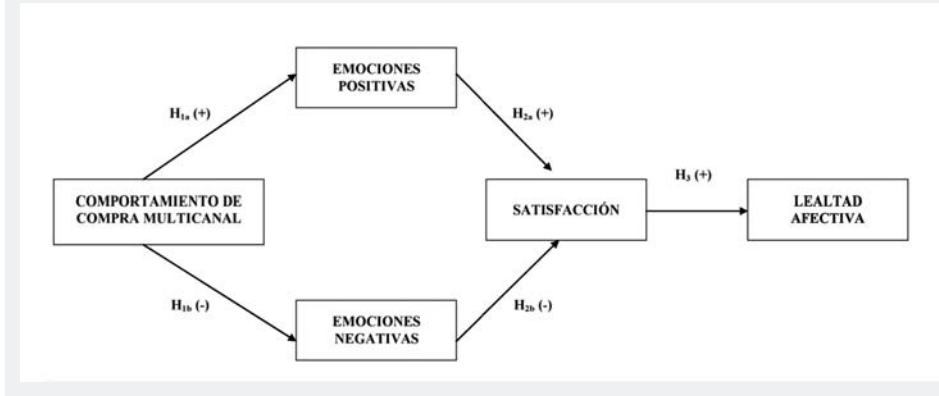 EMOCIONES
POSITIVAS
H₁ₐ (+)
H₂ₐ (+)
COMPORTAMIENTO DE
COMPRA MULTICANAL
SATISFACCIÓN
H₃ (+)
LEALTAD
AFECTIVA
H₁b (-)
H₂b (-)
EMOCIONES
NEGATIVAS